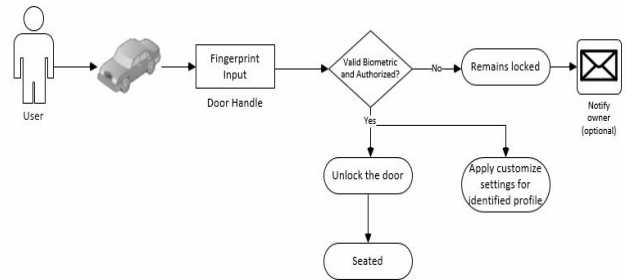 User
Fingerprint
Input
Door Handle
Valid Biometric
and Authorized?
No
Remains locked
Notify
owner
(optional)
Yes
Unlock the door
Apply customize
settings for
identified profile
Seated